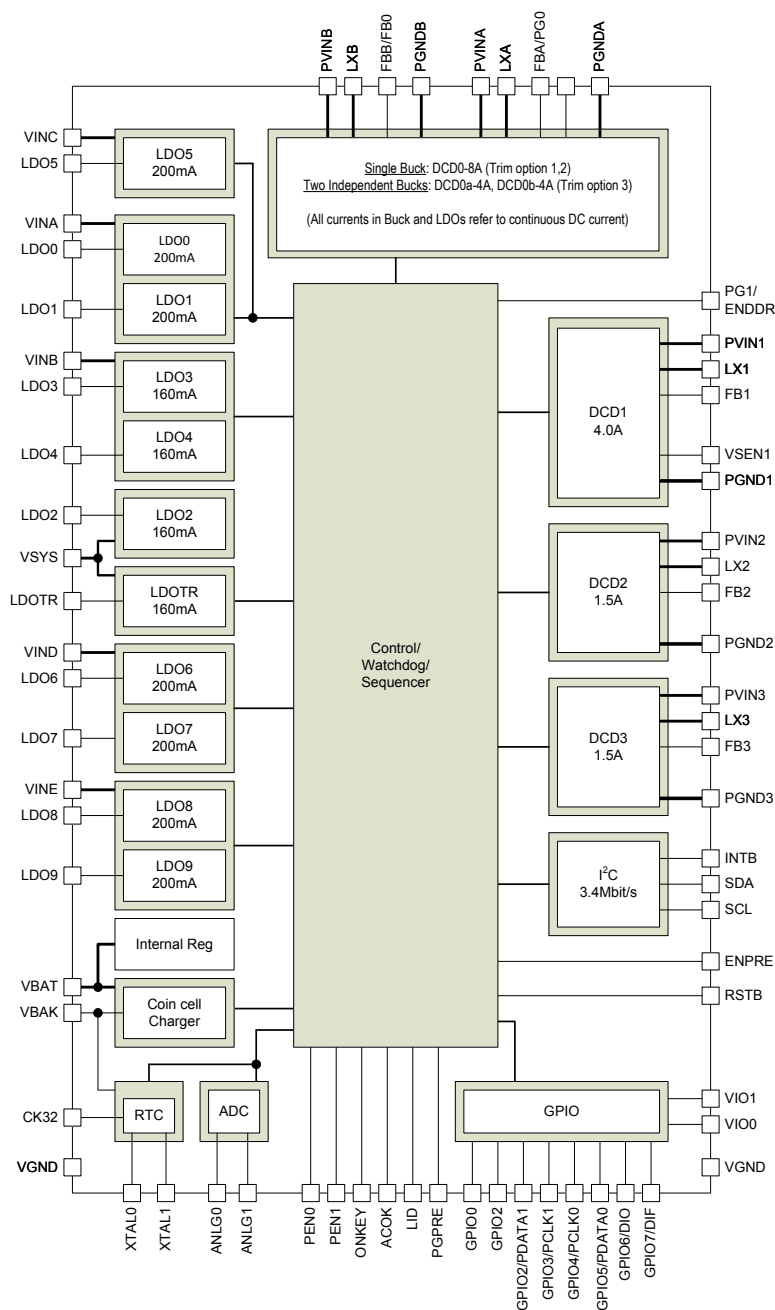 PVINB
LXB
FBB/FB0
PGNDB
PVINA
LXA
FBA/PG0
PGNDA
VINC
LDO5
LDO5
200mA
Single Buck: DCD0-8A (Trim option 1,2)
Two Independent Bucks: DCD0a-4A, DCD0b-4A (Trim option 3)
(All currents in Buck and LDOs refer to continuous DC current)
VINA
LDO0
LDO0
200mA
LDO1
LDO1
200mA
VINB
LDO3
LDO3
160mA
LDO4
LDO4
160mA
LDO2
LDO2
160mA
VSYS
LDOTR
LDOTR
160mA
VIND
LDO6
LDO6
200mA
LDO7
LDO7
200mA
VINE
LDO8
LDO8
200mA
LDO9
LDO9
200mA
Internal Reg
VBAT
VBAK
Coin cell
Charger
CK32
RTC
ADC
VGND
Control/
Watchdog/
Sequencer
PG1/
ENDDR
DCD1
4.0A
PVIN1
LX1
FB1
VSEN1
PGND1
DCD2
1.5A
PVIN2
LX2
FB2
PGND2
DCD3
1.5A
PVIN3
LX3
FB3
PGND3
I2C
3.4Mbit/s
INTB
SDA
SCL
ENPRE
RSTB
GPIO
VIO1
VIO0
VGND
XTAL0
XTAL1
ANLG0
ANLG1
PEN0
PEN1
ONKEY
ACOK
LID
PGPRE
GPIO0
GPIO2
GPIO2/PDATA1
GPIO3/PCLK1
GPIO4/PCLK0
GPIO5/PDATA0
GPIO6/DIO
GPIO7/DIF